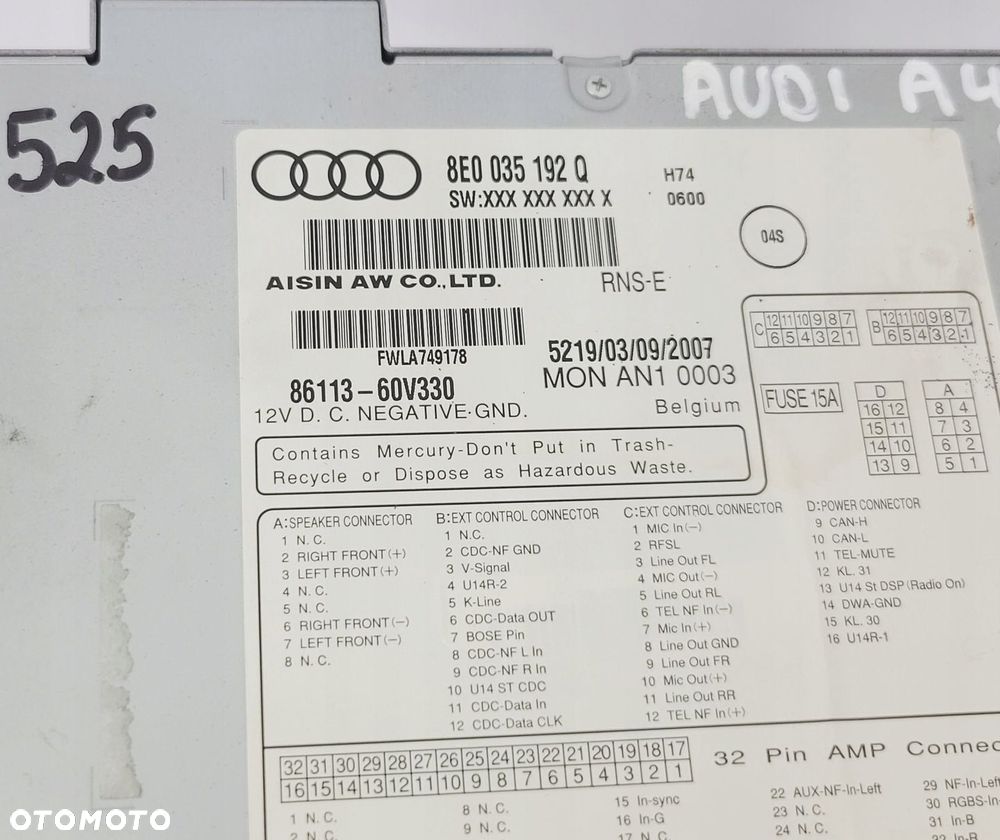 AUDI A4
525
8E0 035 192 Q
H74
SW:XXX XXX XXX X
0600
04S
AISIN AW CO.,LTD.
RNS-E
FWLA749178
5219/03/09/2007
86113-60V330
MON AN1 0003
12V D. C. NEGATIVE-GND.
Belgium
C 12 11 10 9 8 7
6 5 4 3 2 1
B 12 11 10 9 8 7
6 5 4 3 2 1
FUSE 15A
D
16 12
15 11
14 10
13 9
A
8 4
7 3
6 2
5 1
Contains Mercury-Don't Put in Trash-
Recycle or Dispose as Hazardous Waste.
A:SPEAKER CONNECTOR
1 N. C.
2 RIGHT FRONT(+)
3 LEFT FRONT(+)
4 N. C.
5 N. C.
6 RIGHT FRONT(-)
7 LEFT FRONT(-)
8 N. C.
B:EXT CONTROL CONNECTOR
1 N.C.
2 CDC-NF GND
3 V-Signal
4 U14R-2
5 K-Line
6 CDC-Data OUT
7 BOSE Pin
8 CDC-NF L In
9 CDC-NF R In
10 U14 ST CDC
11 CDC-Data In
12 CDC-Data CLK
C:EXT CONTROL CONNECTOR
1 MIC In(-)
2 RFSL
3 Line Out FL
4 MIC Out(-)
5 Line Out RL
6 TEL NF In(-)
7 Mic In(+)
8 Line Out GND
9 Line Out FR
10 Mic Out(+)
11 Line Out RR
12 TEL NF In(+)
D:POWER CONNECTOR
9 CAN-H
10 CAN-L
11 TEL-MUTE
12 KL. 31
13 U14 St DSP(Radio On)
14 DWA-GND
15 KL. 30
16 U14R-1
32 31 30 29 28 27 26 25 24 23 22 21 20 19 18 17
16 15 14 13 12 11 10 9 8 7 6 5 4 3 2 1
32 Pin AMP Connec
1 N. C.
2 N. C.
8 N. C.
9 N. C.
15 In-sync
16 In-G
17 N. C.
22 AUX-NF-In-Left
23 N. C.
24 N. C.
29 NF-In-Left
30 RGBS-In-
31 In-B
32 In-R
OTOMOTO